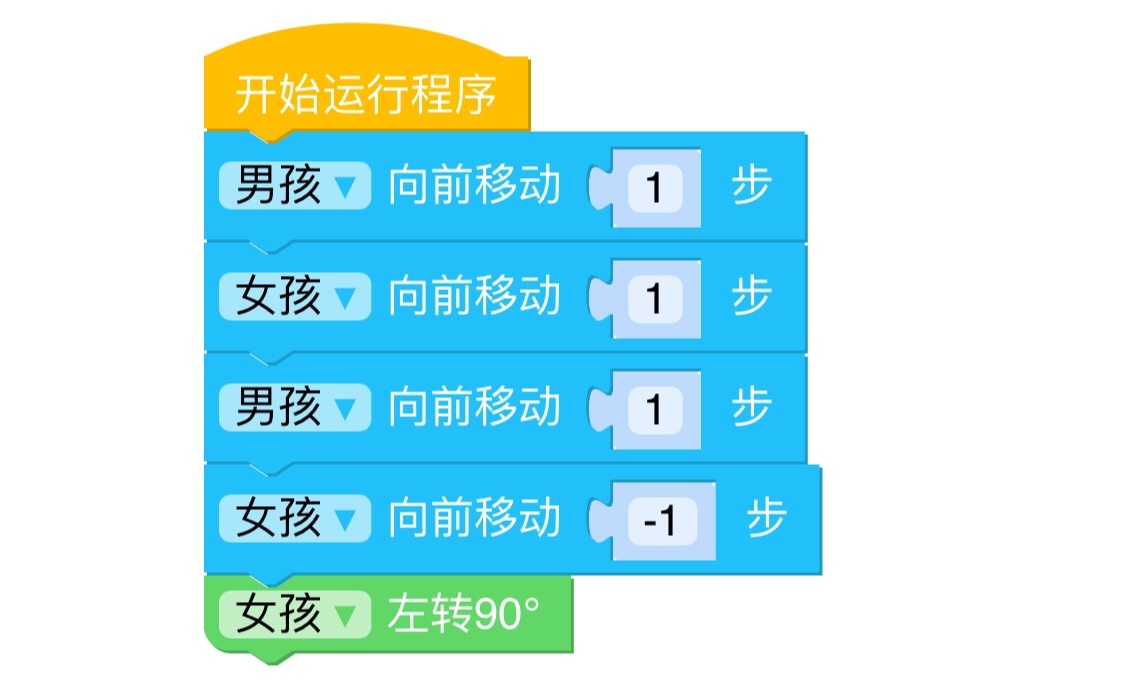 开始运行程序
男孩 ▼ 向前移动 1 步
女孩 ▼ 向前移动 1 步
男孩 ▼ 向前移动 1 步
女孩 ▼ 向前移动 -1 步
女孩 ▼ 左转90°